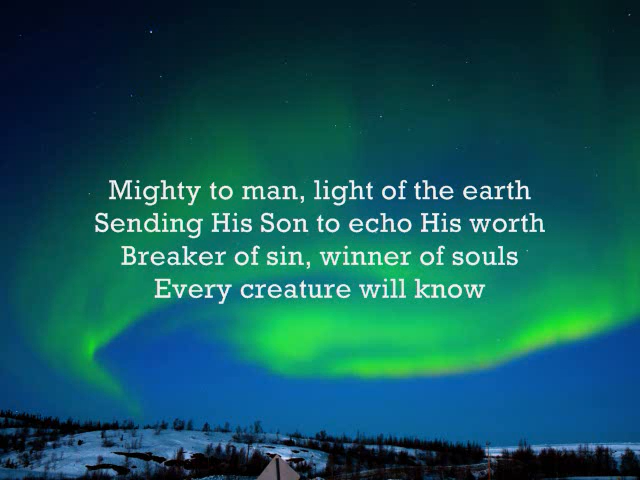 Mighty to man, light of the earth
Sending His Son to echo His worth
Breaker of sin, winner of souls
Every creature will know